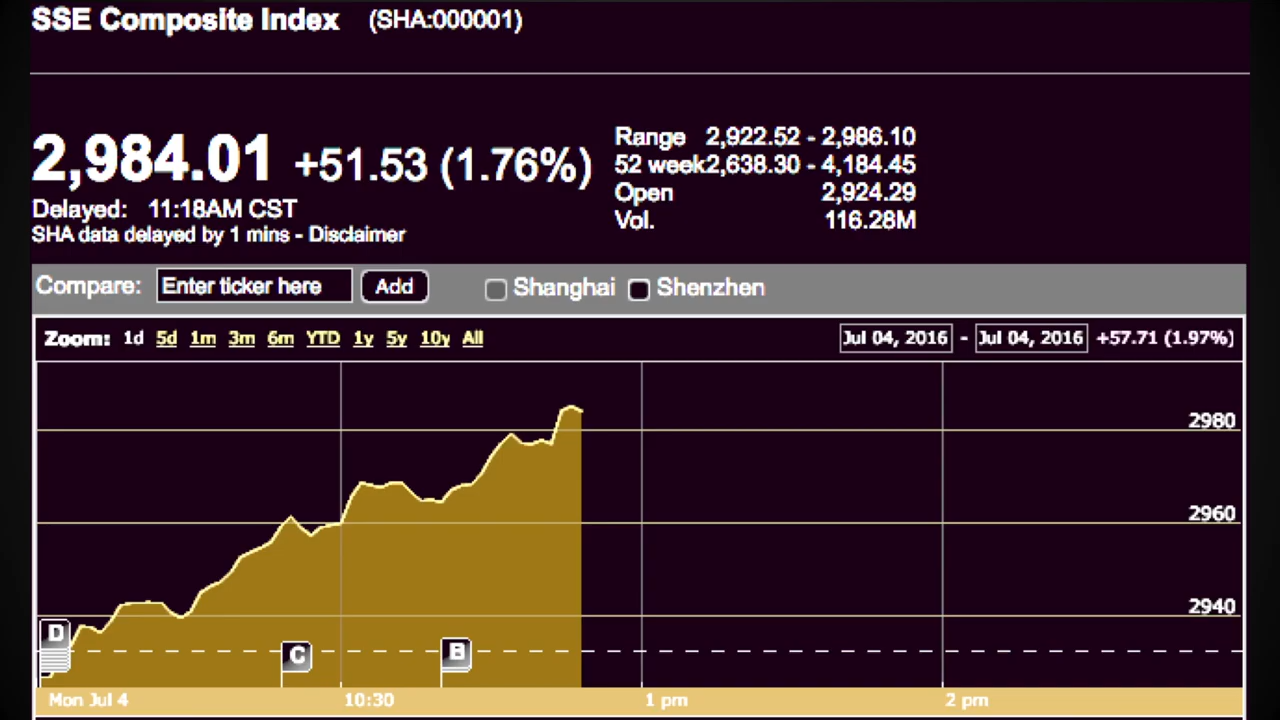 SSE Composite Index (SHA:000001)
2,984.01 +51.53 (1.76%)
Delayed: 11:18AM CST
SHA data delayed by 1 mins - Disclaimer
Range 2,922.52 - 2,986.10
52 week2,638.30 - 4,184.45
Open 2,924.29
Vol. 116.28M
Compare: Enter ticker here Add Shanghai Shenzhen
Zoom: 1d 5d 1m 3m 6m YTD 1y 5y 10y All Jul 04, 2016 - Jul 04, 2016 +57.71 (1.97%)
2980
2960
2940
D C B
Mon Jul 4 10:30 1 pm 2 pm